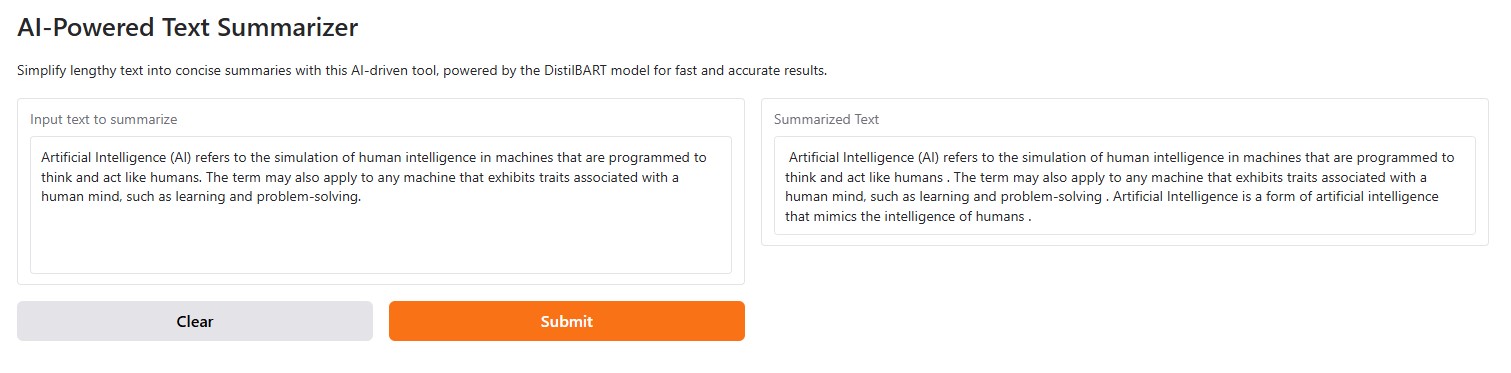 AI-Powered Text Summarizer
Simplify lengthy text into concise summaries with this AI-driven tool, powered by the DistilBART model for fast and accurate results.
Input text to summarize
Artificial Intelligence (AI) refers to the simulation of human intelligence in machines that are programmed to
think and act like humans. The term may also apply to any machine that exhibits traits associated with a
human mind, such as learning and problem-solving.
Clear
Submit
Summarized Text
Artificial Intelligence (AI) refers to the simulation of human intelligence in machines that are programmed to
think and act like humans . The term may also apply to any machine that exhibits traits associated with a
human mind, such as learning and problem-solving . Artificial Intelligence is a form of artificial intelligence
that mimics the intelligence of humans .